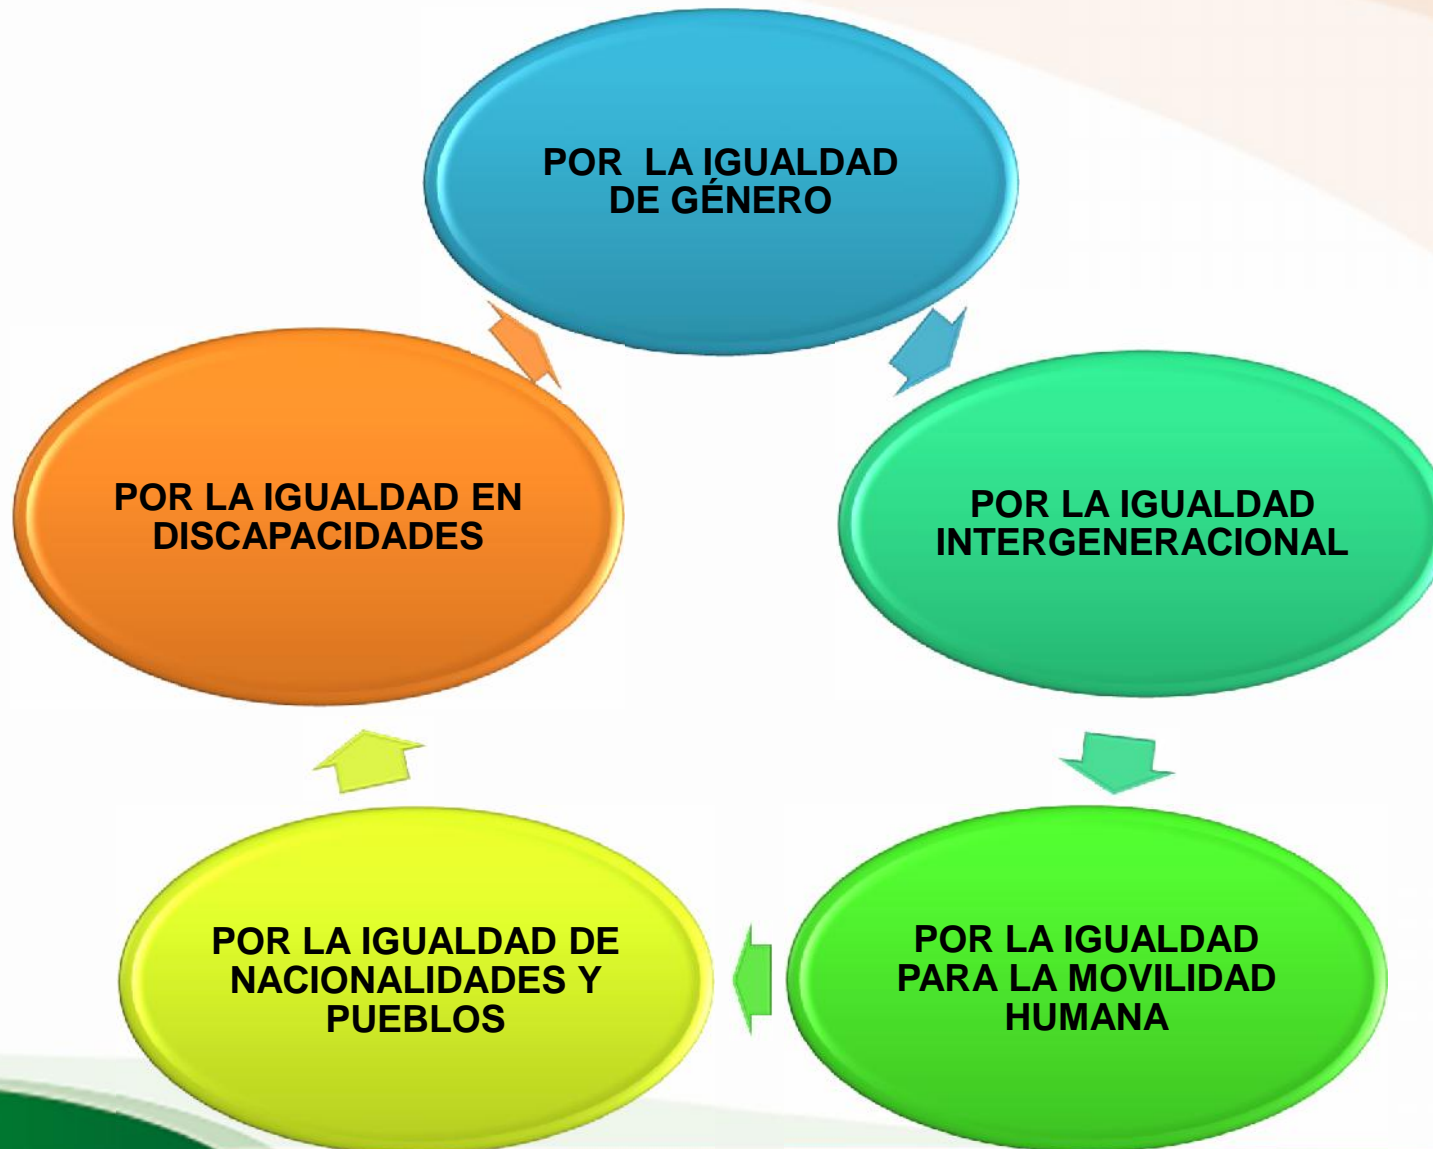 POR LA IGUALDAD
DE GÉNERO
POR LA IGUALDAD EN
DISCAPACIDADES
POR LA IGUALDAD
INTERGENERACIONAL
POR LA IGUALDAD DE
NACIONALIDADES Y
PUEBLOS
POR LA IGUALDAD
PARA LA MOVILIDAD
HUMANA